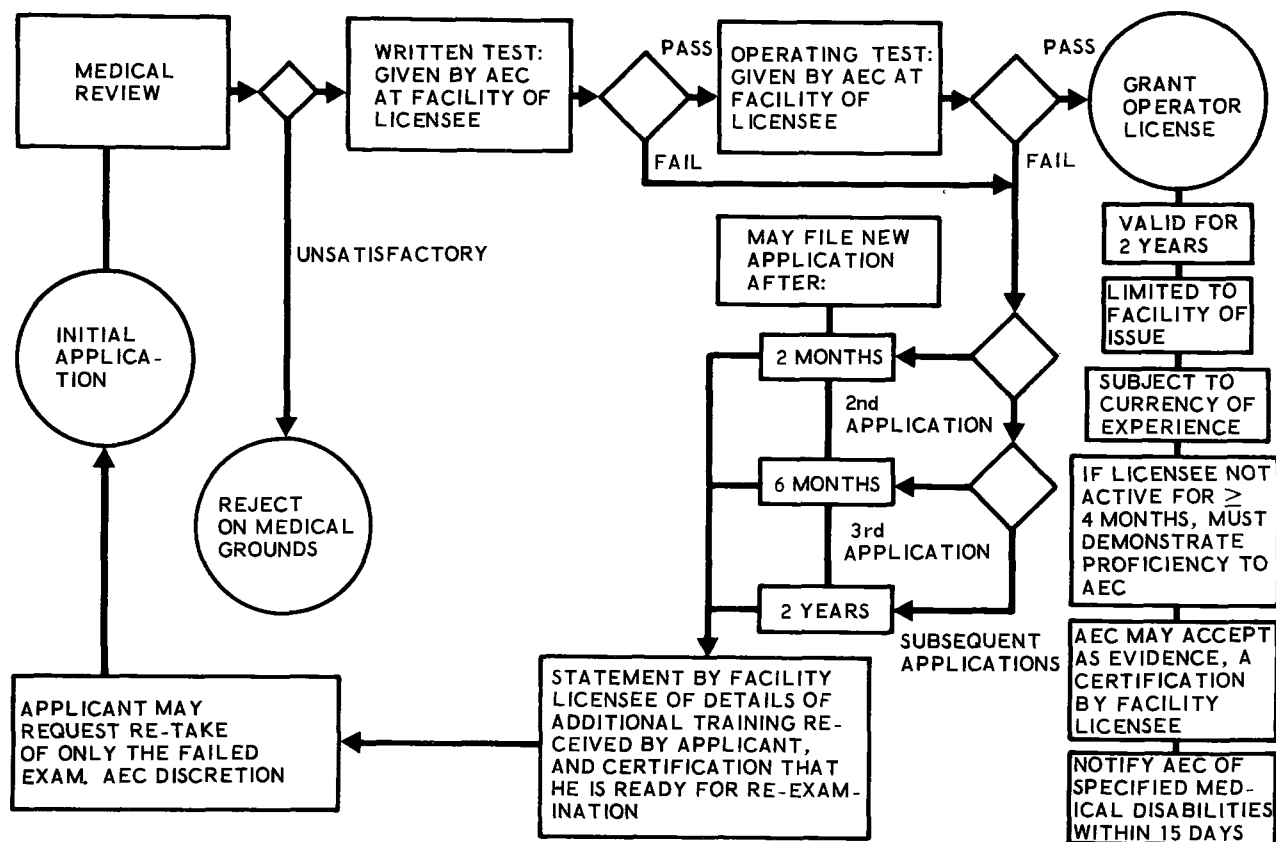 MEDICAL
REVIEW
WRITTEN TEST:
GIVEN BY AEC
AT FACILITY OF
LICENSEE
PASS
OPERATING TEST:
GIVEN BY AEC AT
FACILITY OF
LICENSEE
PASS
GRANT
OPERATOR
LICENSE
FAIL
FAIL
UNSATISFACTORY
INITIAL
APPLICA-
TION
REJECT
ON MEDICAL
GROUNDS
MAY FILE NEW
APPLICATION
AFTER:
2 MONTHS
2nd
APPLICATION
6 MONTHS
3rd
APPLICATION
2 YEARS
SUBSEQUENT
APPLICATIONS
VALID FOR
2 YEARS
LIMITED TO
FACILITY OF
ISSUE
SUBJECT TO
CURRENCY OF
EXPERIENCE
IF LICENSEE NOT
ACTIVE FOR ≥
4 MONTHS, MUST
DEMONSTRATE
PROFICIENCY TO
AEC
AEC MAY ACCEPT
AS EVIDENCE, A
CERTIFICATION
BY FACILITY
LICENSEE
NOTIFY AEC OF
SPECIFIED MED-
ICAL DISABILITIES
WITHIN 15 DAYS
STATEMENT BY FACILITY
LICENSEE OF DETAILS OF
ADDITIONAL TRAINING RE-
CEIVED BY APPLICANT,
AND CERTIFICATION THAT
HE IS READY FOR RE-EXAM-
INATION
APPLICANT MAY
REQUEST RE-TAKE
OF ONLY THE FAILED
EXAM. AEC DISCRETION